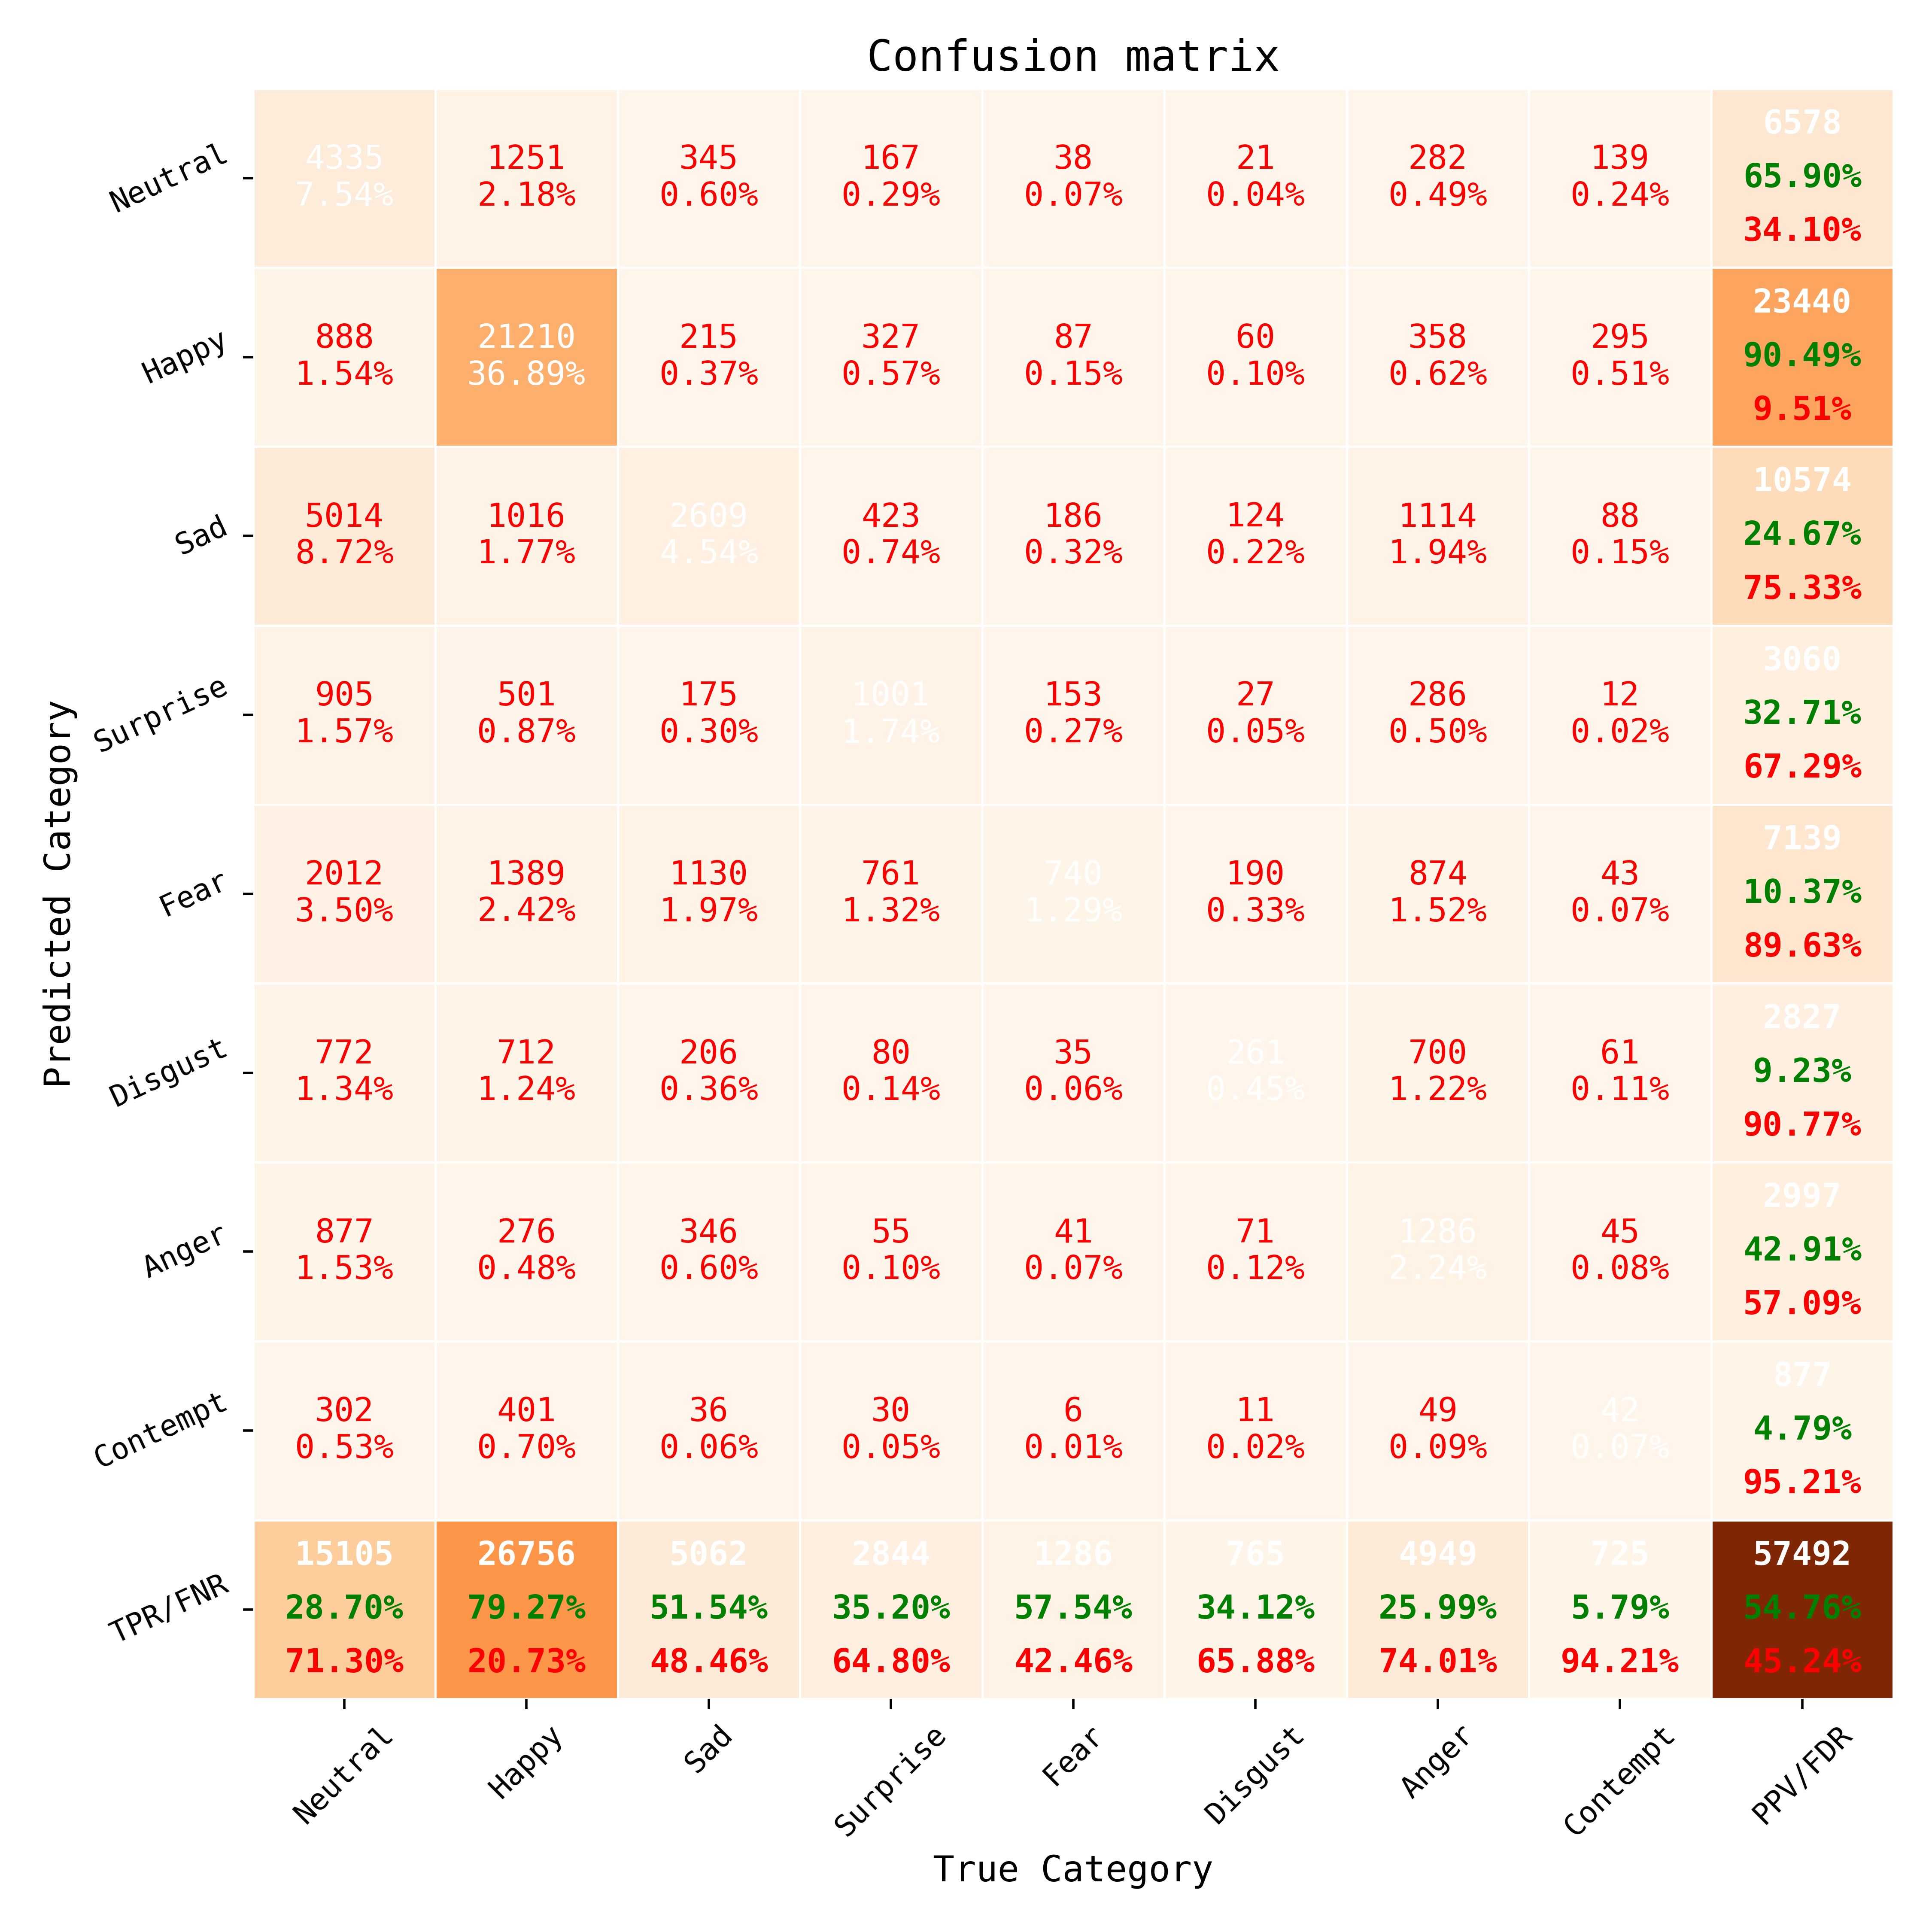 Confusion matrix
Neutral
4335 1251 345 167 38 21 282 139 6578
7.54% 2.18% 0.60% 0.29% 0.07% 0.04% 0.49% 0.24% 65.90%
34.10%
Happy
888 21210 215 327 87 60 358 295 23440
1.54% 36.89% 0.37% 0.57% 0.15% 0.10% 0.62% 0.51% 90.49%
9.51%
Sad
5014 1016 2609 423 186 124 1114 88 10574
8.72% 1.77% 4.54% 0.74% 0.32% 0.22% 1.94% 0.15% 24.67%
75.33%
Surprise
905 501 175 1001 153 27 286 12 3060
1.57% 0.87% 0.30% 1.74% 0.27% 0.05% 0.50% 0.02% 32.71%
67.29%
Fear
2012 1389 1130 761 740 190 874 43 7139
3.50% 2.42% 1.97% 1.32% 1.29% 0.33% 1.52% 0.07% 10.37%
89.63%
Disgust
772 712 206 80 35 261 700 61 2827
1.34% 1.24% 0.36% 0.14% 0.06% 0.45% 1.22% 0.11% 9.23%
90.77%
Anger
877 276 346 55 41 71 1286 45 2997
1.53% 0.48% 0.60% 0.10% 0.07% 0.12% 2.24% 0.08% 42.91%
57.09%
Contempt
302 401 36 30 6 11 49 42 877
0.53% 0.70% 0.06% 0.05% 0.01% 0.02% 0.09% 0.07% 4.79%
95.21%
TPR/FNR
15105 26756 5062 2844 1286 765 4949 725 57492
28.70% 79.27% 51.54% 35.20% 57.54% 34.12% 25.99% 5.79% 54.76%
71.30% 20.73% 48.46% 64.80% 42.46% 65.88% 74.01% 94.21% 45.24%
Neutral Happy Sad Surprise Fear Disgust Anger Contempt PPV/FDR
True Category
Predicted Category